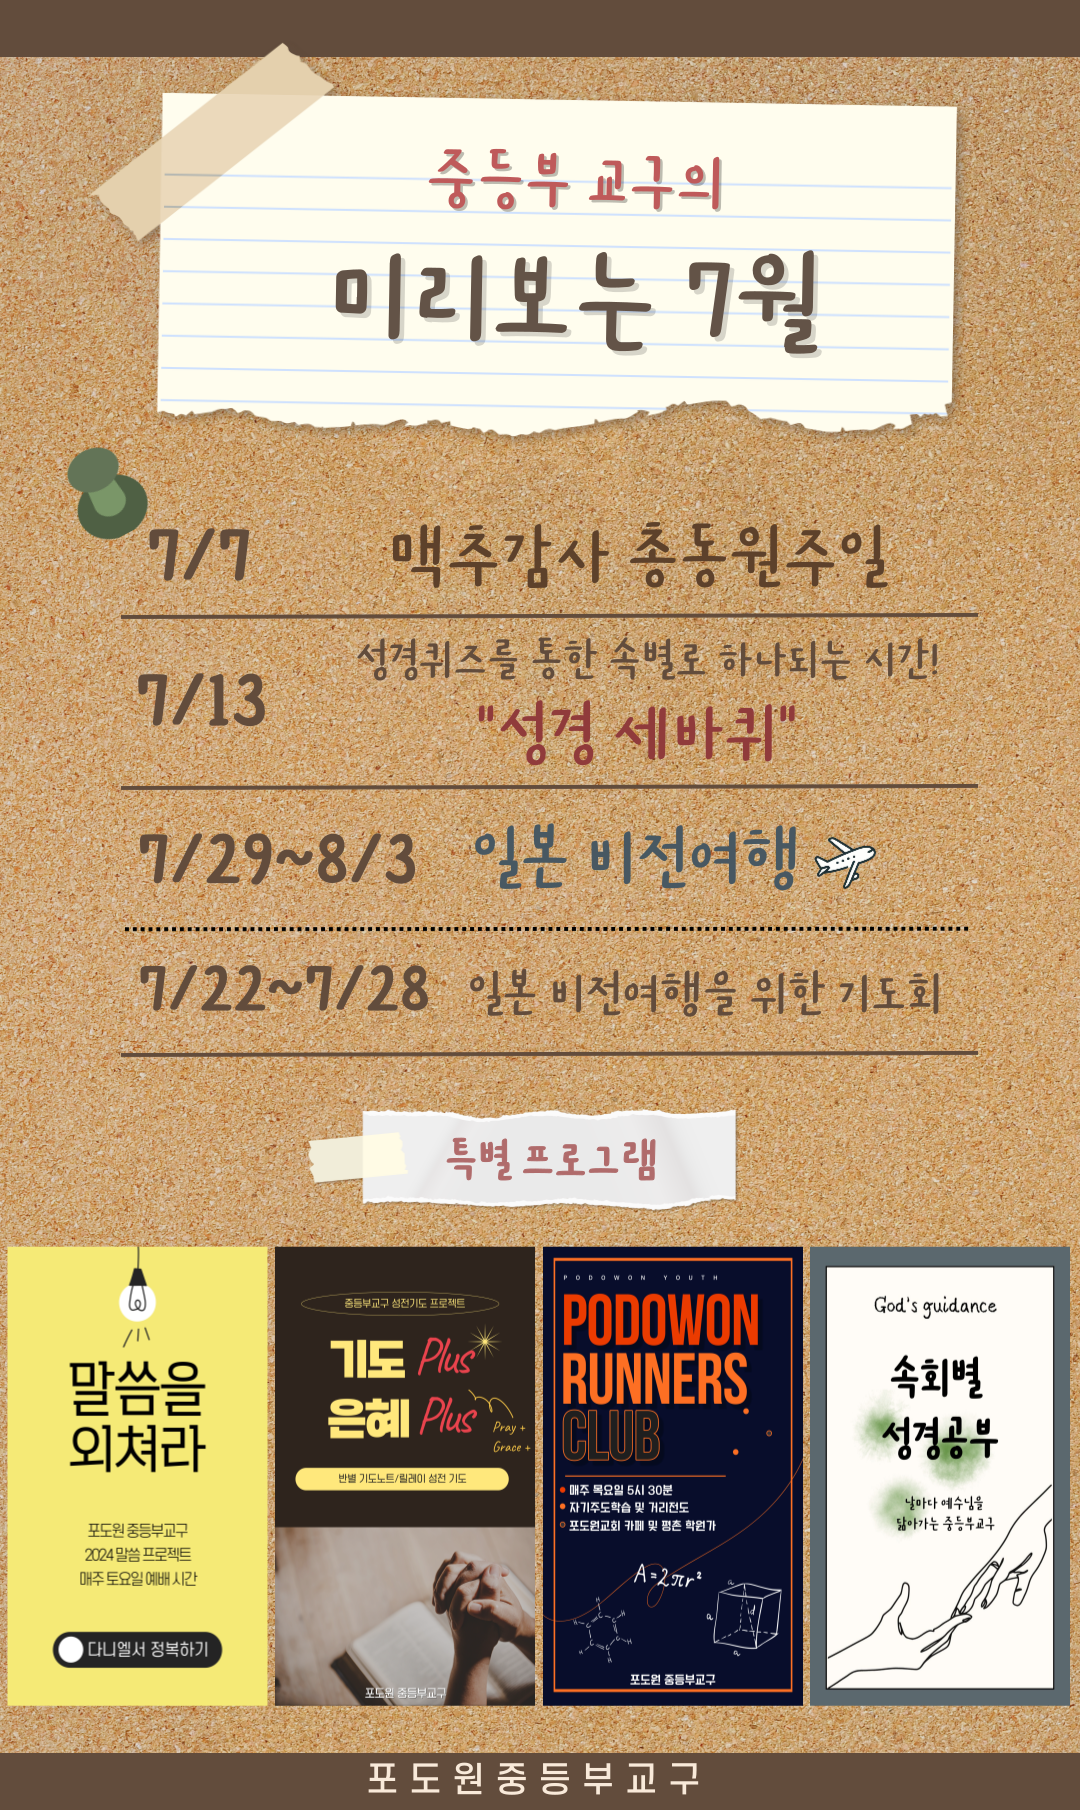 중등부 교구의
미리보는 7월
7/7 맥추감사 총동원주일
성경퀴즈를 통한 속별로 하나되는 시간!
7/13 "성경 세바퀴"
7/29~8/3 일본 비전여행
7/22~7/28 일본 비전여행을 위한 기도회
특별 프로그램
말씀을
외쳐라
포도원 중등부교구
2024 말씀 프로젝트
매주 토요일 예배 시간
다니엘서 정복하기
중등부교구 성전기도 프로젝트
기도 Plus
은혜 Plus
Pray +
Grace +
반별 기도노트/릴레이 성전 기도
포도원 중등부교구
PODOWON YOUTH
PODOWON
RUNNERS
CLUB
매주 목요일 5시 30분
자기주도학습 및 거리전도
포도원교회 카페 및 평촌 학원가
A=2πr²
a
d
a
a
H
H
H
H
H
H
포도원 중등부교구
God's guidance
속회별
성경공부
날마다 예수님을
닮아가는 중등부교구
포도원중등부교구